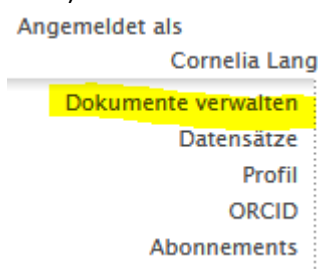 Angemeldet als
Cornelia Lang
Dokumente verwalten
Datensätze
Profil
ORCID
Abonnements